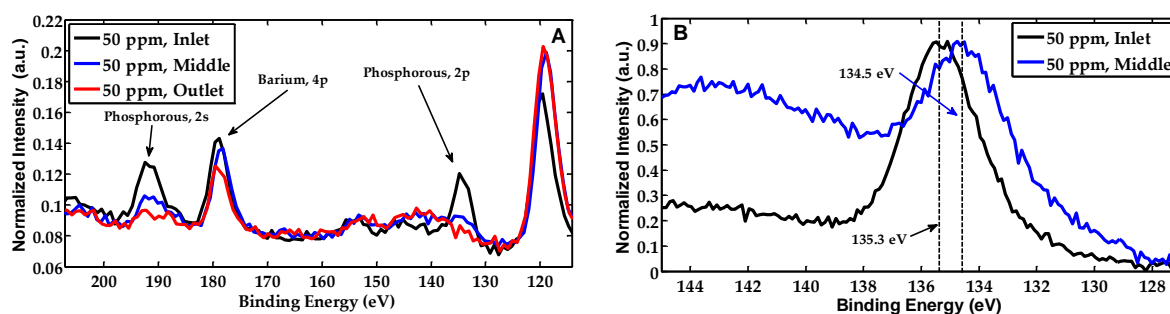 A
50 ppm, Inlet
50 ppm, Middle
50 ppm, Outlet
Phosphorous, 2s
Barium, 4p
Phosphorous, 2p
Normalized Intensity (a.u.)
0.2
0.18
0.16
0.14
0.12
0.1
0.08
0.06
200 190 180 170 160 150 140 130 120
Binding Energy (eV)
B
50 ppm, Inlet
50 ppm, Middle
134.5 eV
135.3 eV
Normalized Intensity (a.u.)
1
0.9
0.8
0.7
0.6
0.5
0.4
0.3
0.2
0.1
0
144 142 140 138 136 134 132 130 128
Binding Energy (eV)